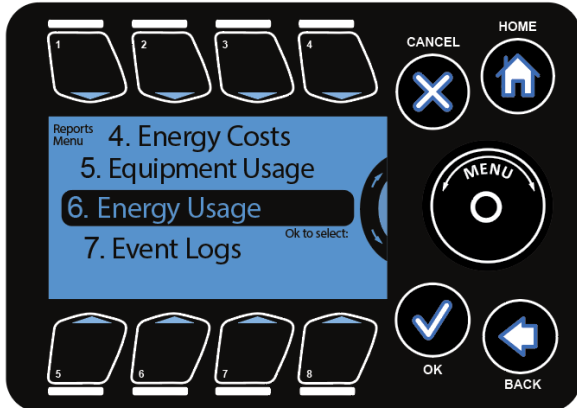 1
2
3
4
CANCEL
HOME
Reports
Menu
4. Energy Costs
5. Equipment Usage
6. Energy Usage
Ok to select:
7. Event Logs
MENU
5
6
7
8
OK
BACK